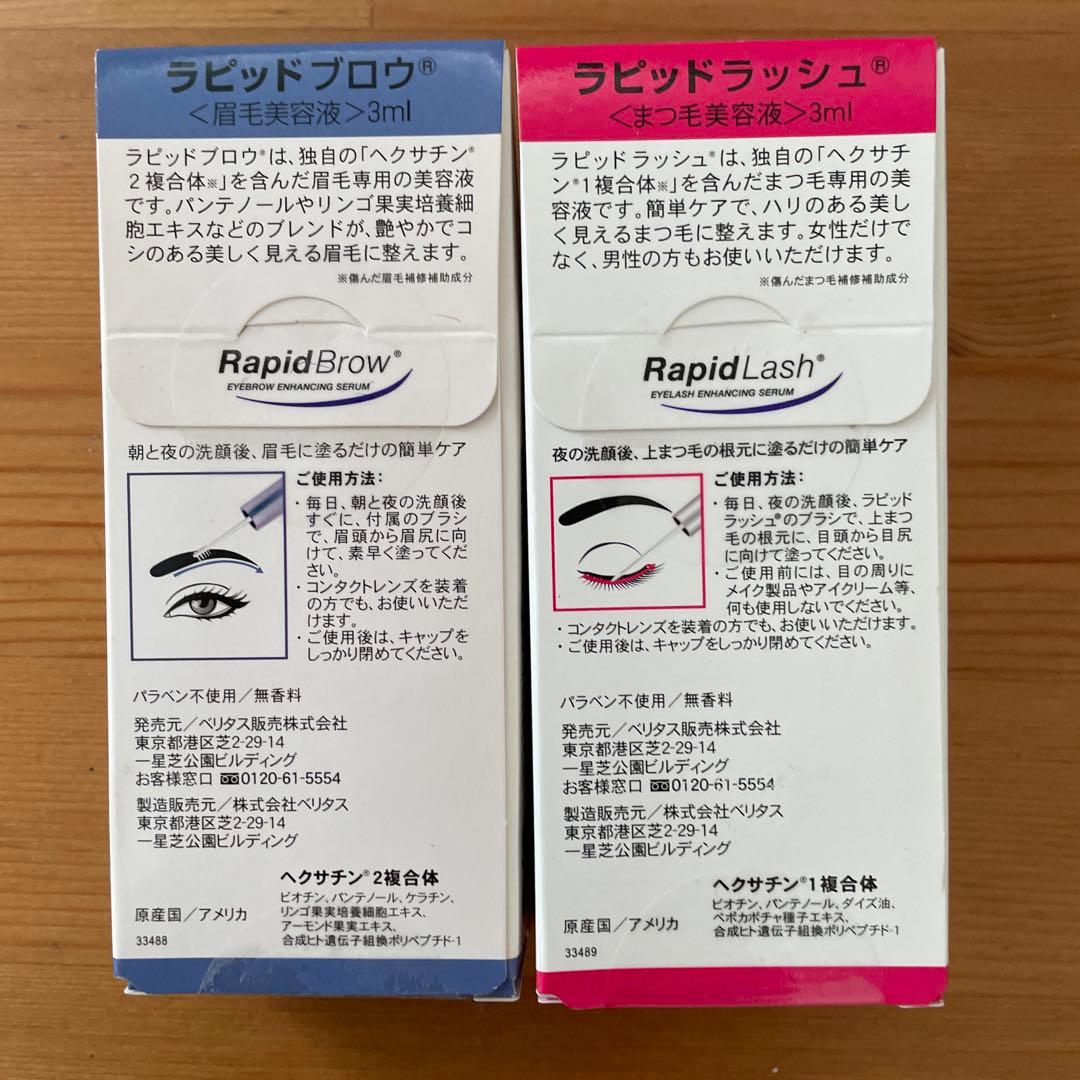 ラピッドブロウ®
＜眉毛美容液＞3ml
ラピッドブロウ®は、独自の「ヘクサチン®
2複合体※」を含んだ眉毛専用の美容液
です。パンテノールやリンゴ果実培養細
胞エキスなどのブレンドが、艶やかでコ
シのある美しく見える眉毛に整えます。
※傷んだ眉毛補修補助成分
RapidBrow®
EYEBROW ENHANCING SERUM
朝と夜の洗顔後、眉毛に塗るだけの簡単ケア
ご使用方法：
・毎日、朝と夜の洗顔後
すぐに、付属のブラシ
で、眉頭から眉尻に向
けて、素早く塗ってくだ
さい。
・コンタクトレンズを装着
の方でも、お使いいただ
けます。
・ご使用後は、キャップを
しっかり閉めてください。
パラベン不使用／無香料
発売元／ベリタス販売株式会社
東京都港区芝2-29-14
一星芝公園ビルディング
お客様窓口 0120-61-5554
製造販売元／株式会社ベリタス
東京都港区芝2-29-14
一星芝公園ビルディング
原産国／アメリカ
33488
ヘクサチン®2複合体
ビオチン、パンテノール、ケラチン、
リンゴ果実培養細胞エキス、
アーモンド果実エキス、
合成ヒト遺伝子組換ポリペプチド-1
ラピッドラッシュ®
＜まつ毛美容液＞3ml
ラピッドラッシュ®は、独自の「ヘクサチ
ン®1複合体※」を含んだまつ毛専用の美
容液です。簡単ケアで、ハリのある美し
く見えるまつ毛に整えます。女性だけで
なく、男性の方もお使いいただけます。
※傷んだまつ毛補修補助成分
RapidLash®
EYELASH ENHANCING SERUM
夜の洗顔後、上まつ毛の根元に塗るだけの簡単ケア
ご使用方法：
・毎日、夜の洗顔後、ラピッド
ラッシュ®のブラシで、上まつ
毛の根元に、目頭から目尻
に向けて塗ってください。
・ご使用前には、目の周りに
メイク製品やアイクリーム等、
何も使用しないでください。
・コンタクトレンズを装着の方でも、お使いいただけます。
・ご使用後は、キャップをしっかり閉めてください。
パラベン不使用／無香料
発売元／ベリタス販売株式会社
東京都港区芝2-29-14
一星芝公園ビルディング
お客様窓口 0120-61-5554
製造販売元／株式会社ベリタス
東京都港区芝2-29-14
一星芝公園ビルディング
原産国／アメリカ
33489
ヘクサチン®1複合体
ビオチン、パンテノール、ダイズ油、
ペポカボチャ種子エキス、
合成ヒト遺伝子組換ポリペプチド-1